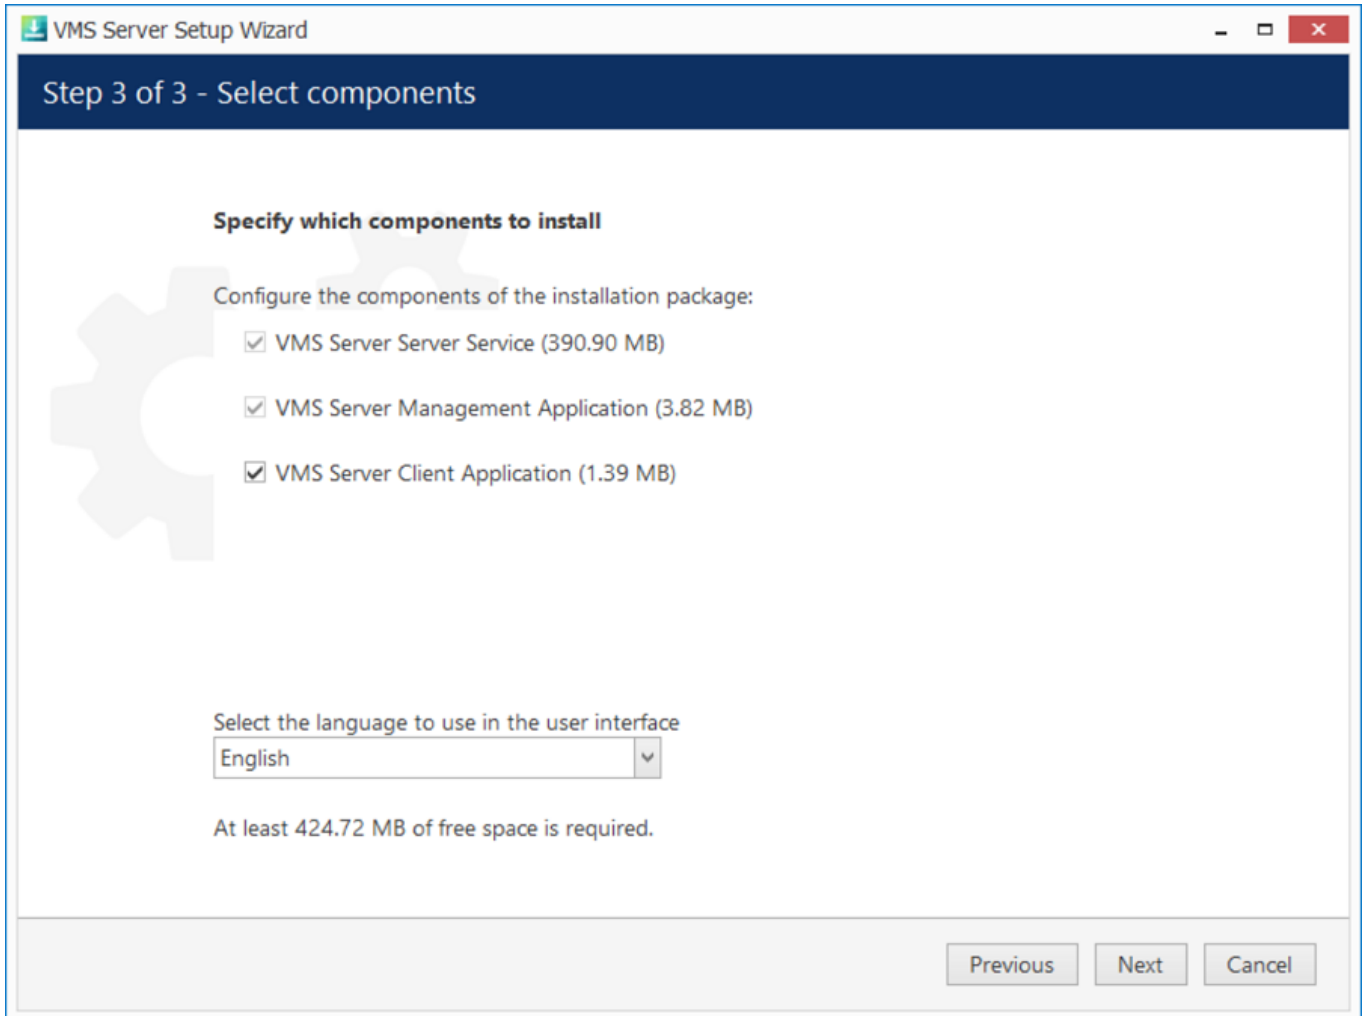 VMS Server Setup Wizard
Step 3 of 3 - Select components
Specify which components to install
Configure the components of the installation package:
VMS Server Server Service (390.90 MB)
VMS Server Management Application (3.82 MB)
VMS Server Client Application (1.39 MB)
Select the language to use in the user interface
English
At least 424.72 MB of free space is required.
Previous Next Cancel